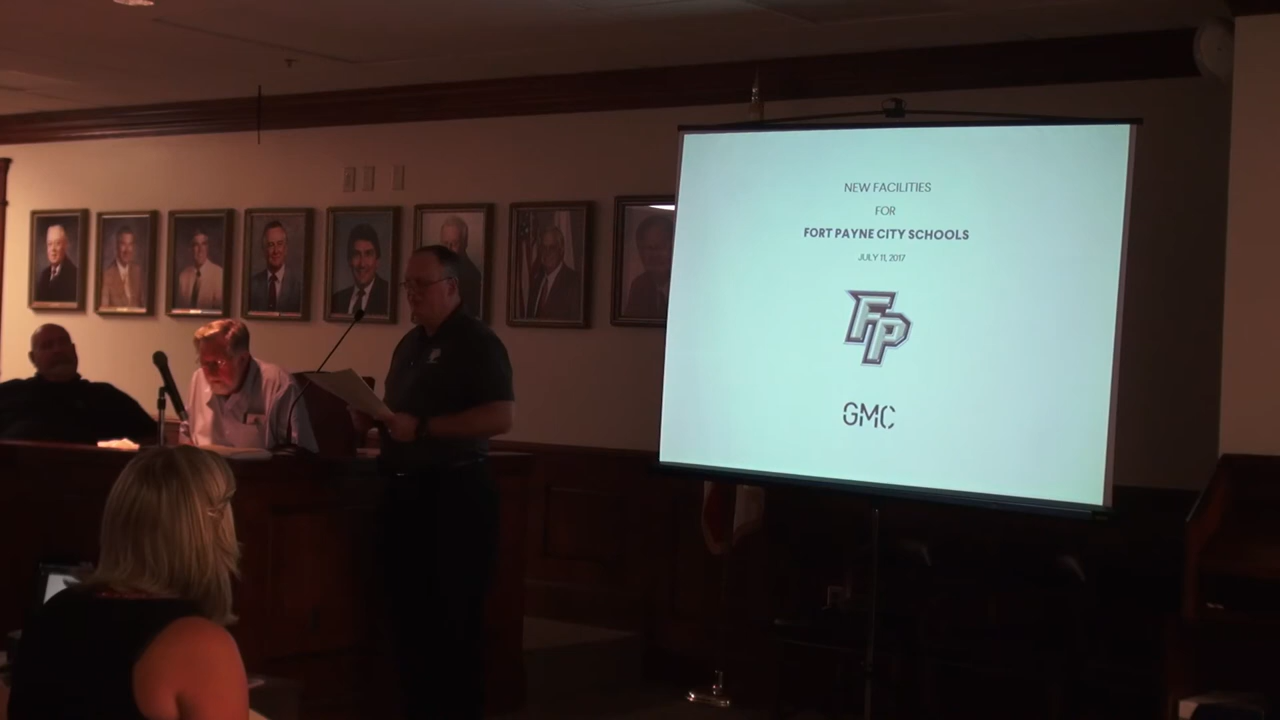 NEW FACILITIES
FOR
FORT PAYNE CITY SCHOOLS
JULY 11, 2017
FP
GMC